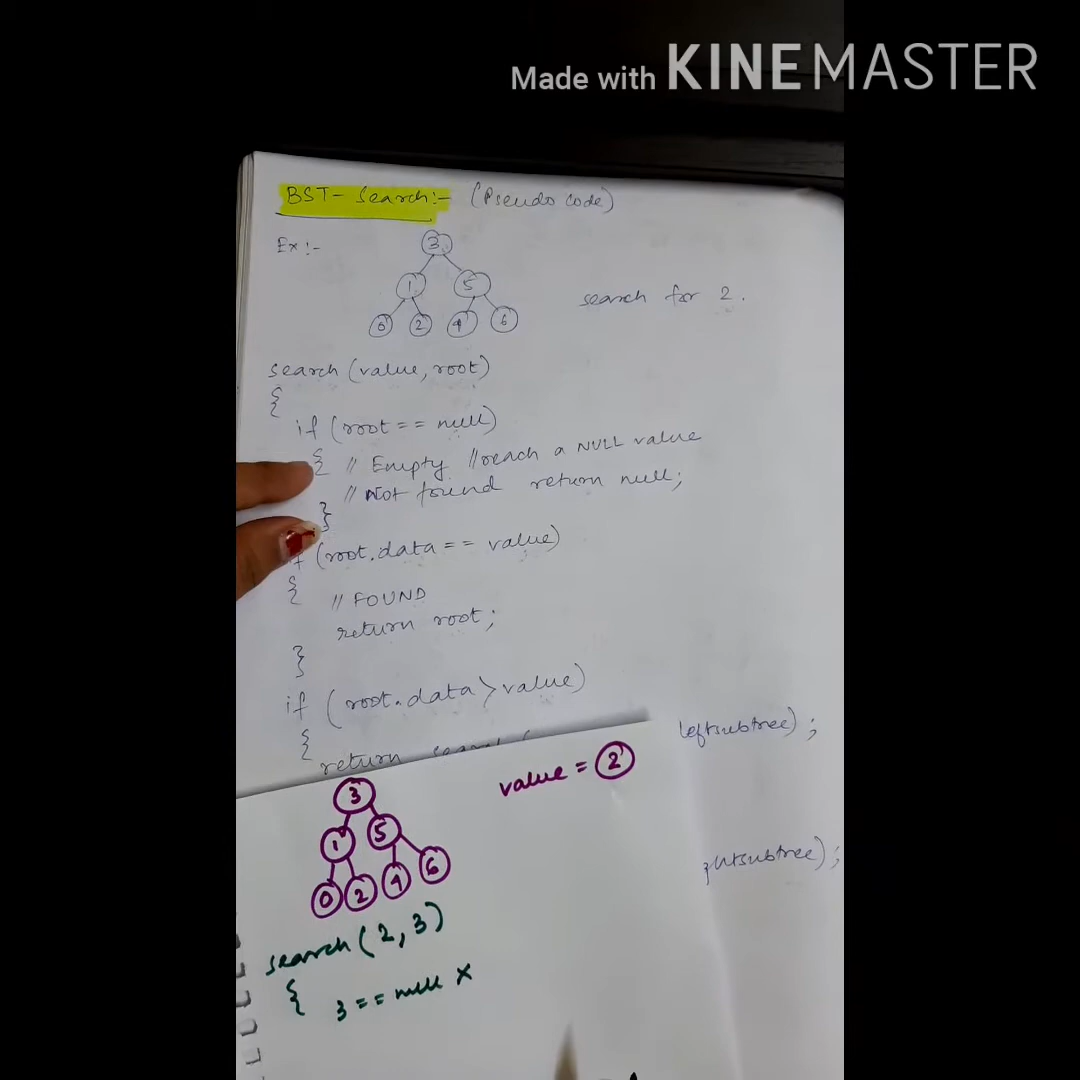 Made with KINEMASTER
BST- Search:- (Pseudo code)
Ex:-
3
1 5
0 2 4 6
search for 2.
search (value, root)
{
if (root == null)
{ // Empty // reach a NULL value
// Not found return null;
}
if (root.data == value)
{ // FOUND
return root;
}
if (root.data > value)
{ return search (
leftsubtree);
value = 2
3
1 5
0 2 4 6
search (2, 3)
{ 3 == null X